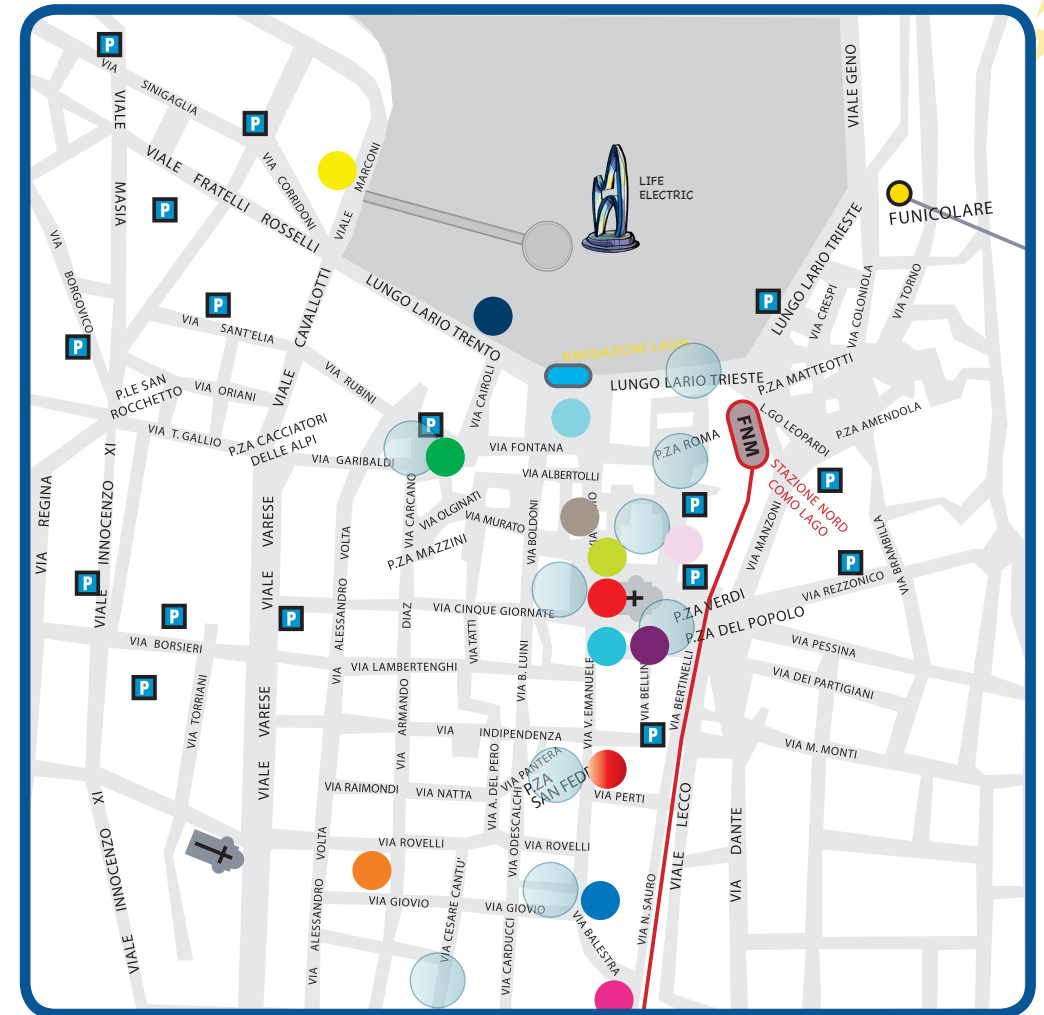 P
VIA
SINIGAGLIA
VIALE
MASIA
P
VIALE FRATELLI ROSSELLI
VIA CORRIDONI
VIALE MARCONI
VIALE GENO
LIFE
ELECTRIC
FUNICOLARE
P
VIA BORGOVICO
P
VIA SANT'ELIA
P
VIALE CAVALLOTTI
LUNGO LARIO TRENTO
LUNGO LARIO TRIESTE
P
VIA CRESPI
VIA COLONIOLA
VIA TORNO
P.LE SAN
ROCCHETTO
VIA ORIANI
VIA RUBINI
VIA CAIROLI
LUNGO LARIO TRIESTE
P.ZA MATTEOTTI
L.GO LEOPARDI
P.ZA AMENDOLA
VIA T. GALLIO
P.ZA CACCIATORI
DELLE ALPI
P
VIA GARIBALDI
VIA FONTANA
P.ZA ROMA
FNM
STAZIONE NORD
COMO LAGO
P
VIA ALBERTOLLI
VIA REGINA
VIALE INNOCENZO XI
VIALE VARESE
VIA ALESSANDRO VOLTA
VIA CARCANO
VIA OLGINATI
VIA MURATO
P.ZA MAZZINI
VIA BOLDONI
P
VIA MANZONI
VIA BRAMBILLA
P
P
VIA REZZONICO
P
P
P
VIA CINQUE GIORNATE
P.ZA VERDI
P.ZA DEL POPOLO
VIA BORSIERI
VIA ARMANDO DIAZ
VIA TATTI
VIA B. LUINI
VIA LAMBERTENGHI
VIA PESSINA
VIA DEI PARTIGIANI
P
VIA TORRIANI
VIALE VARESE
VIA V. EMANUELE
VIA BERTINELLI
P
VIA INDIPENDENZA
VIA M. MONTI
VIA PANTERA
P.ZA
VIA RAIMONDI
VIA NATTA
VIA A. DEL PERO
VIA ODESCALCHI
VIA PERTI
VIALE LECCO
VIA DANTE
VIALE INNOCENZO XI
VIA ROVELLI
VIA ROVELLI
VIA ALESSANDRO VOLTA
VIA GIOVIO
VIA CESARE CANTU'
VIA GIOVIO
VIA CARDUCCI
VIA BALESTRA
VIA N. SAURO